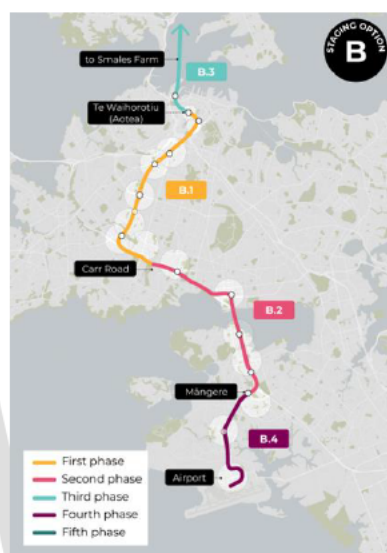 STAGING OPTION
B
to Smales Farm
B.3
Te Waihorotiu
(Aotea)
B.1
Carr Road
B.2
Māngere
B.4
Airport
First phase
Second phase
Third phase
Fourth phase
Fifth phase